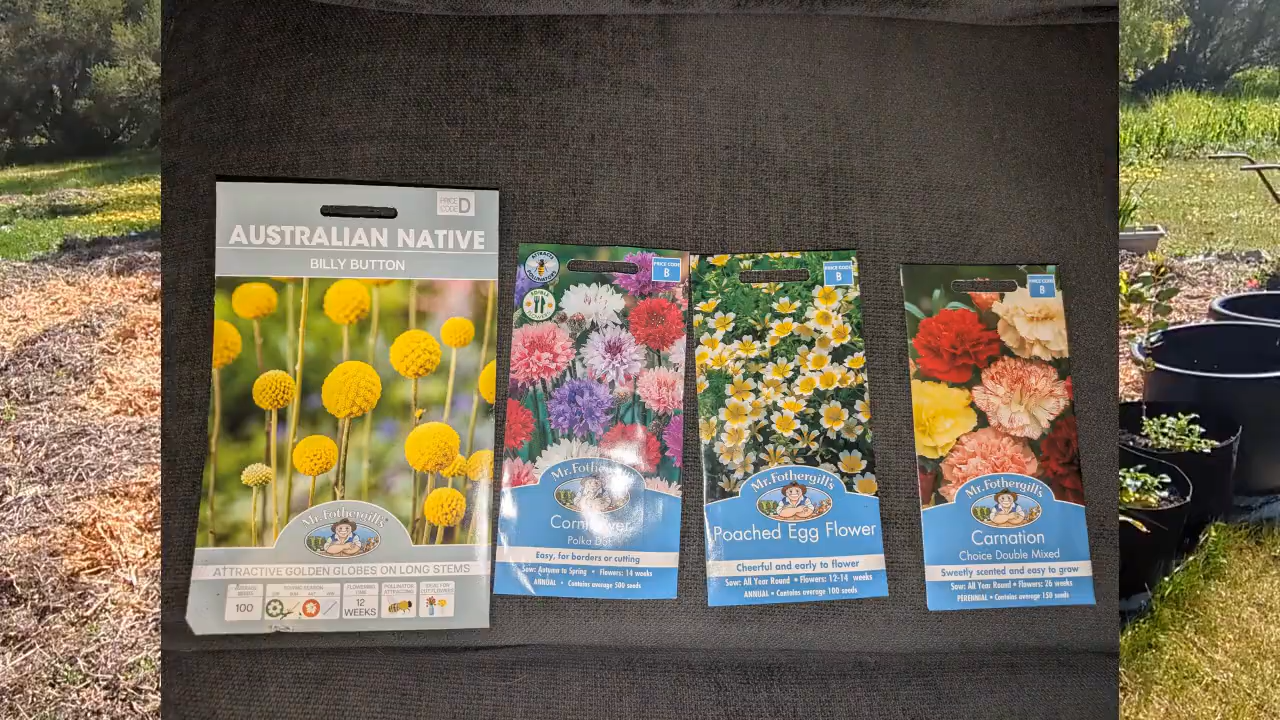 PRICE CODE D
AUSTRALIAN NATIVE
BILLY BUTTON
Mr. Fothergill's
ATTRACTIVE GOLDEN GLOBES ON LONG STEMS
100
12 WEEKS
POLLINATOR ATTRACTING
PRICE CODE B
Mr. Fothergill's
Cornflower
Polka Dot
Easy, for borders or cutting
Sow: Autumn to Spring • Flowers: 14 weeks
ANNUAL • Contains average 500 seeds
PRICE CODE B
Mr. Fothergill's
Poached Egg Flower
Cheerful and early to flower
Sow: All Year Round • Flowers: 12-14 weeks
ANNUAL • Contains average 100 seeds
PRICE CODE B
Mr. Fothergill's
Carnation
Choice Double Mixed
Sweetly scented and easy to grow
Sow: All Year Round • Flowers: 26 weeks
PERENNIAL • Contains average 150 seeds